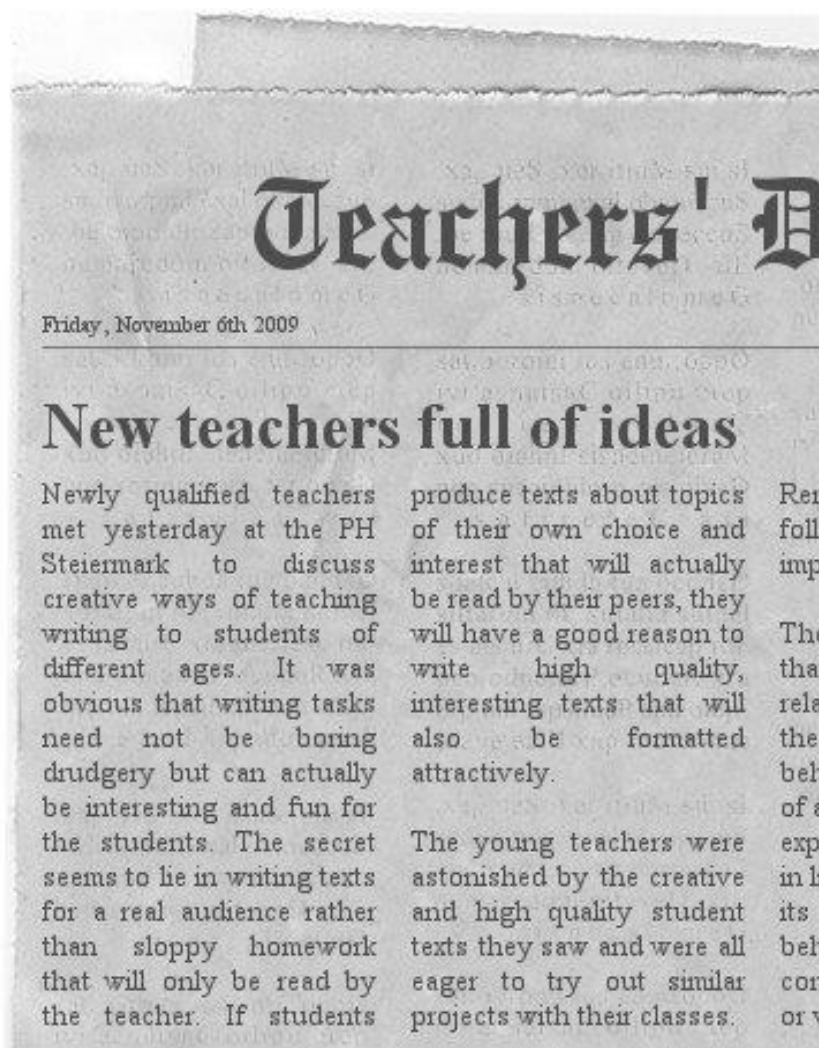 Teachers' D
Friday, November 6th 2009
New teachers full of ideas
Newly qualified teachers
met yesterday at the PH
Steiermark to discuss
creative ways of teaching
writing to students of
different ages. It was
obvious that writing tasks
need not be boring
drudgery but can actually
be interesting and fun for
the students. The secret
seems to lie in writing texts
for a real audience rather
than sloppy homework
that will only be read by
the teacher. If students
produce texts about topics
of their own choice and
interest that will actually
be read by their peers, they
will have a good reason to
write high quality,
interesting texts that will
also be formatted
attractively.
The young teachers were
astonished by the creative
and high quality student
texts they saw and were all
eager to try out similar
projects with their classes.